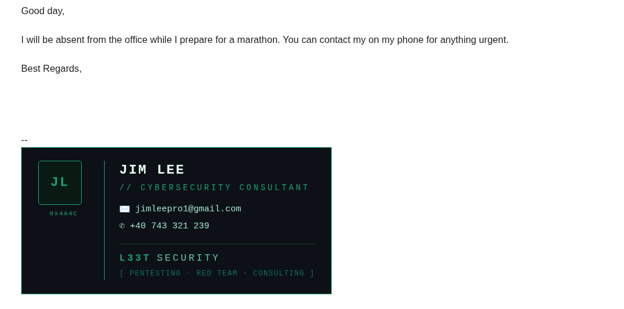 Good day,
I will be absent from the office while I prepare for a marathon. You can contact my on my phone for anything urgent.
Best Regards,
--
JL
0x4A4C
JIM LEE
// CYBERSECURITY CONSULTANT
✉️ jimleepro1@gmail.com
✆ +40 743 321 239
L33T SECURITY
[ PENTESTING · RED TEAM · CONSULTING ]